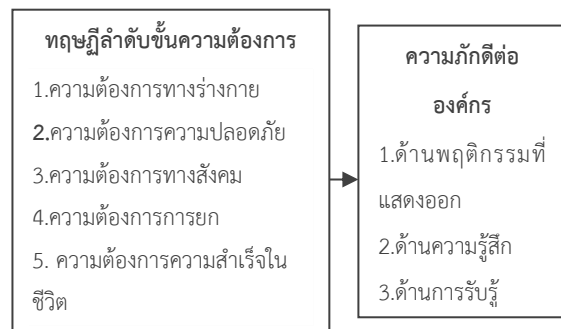 ทฤษฏีลำดับขั้นความต้องการ
1.ความต้องการทางร่างกาย
2.ความต้องการความปลอดภัย
3.ความต้องการทางสังคม
4.ความต้องการการยก
5. ความต้องการความสำเร็จใน
ชีวิต
ความภักดีต่อ
องค์กร
1.ด้านพฤติกรรมที่
แสดงออก
2.ด้านความรู้สึก
3.ด้านการรับรู้